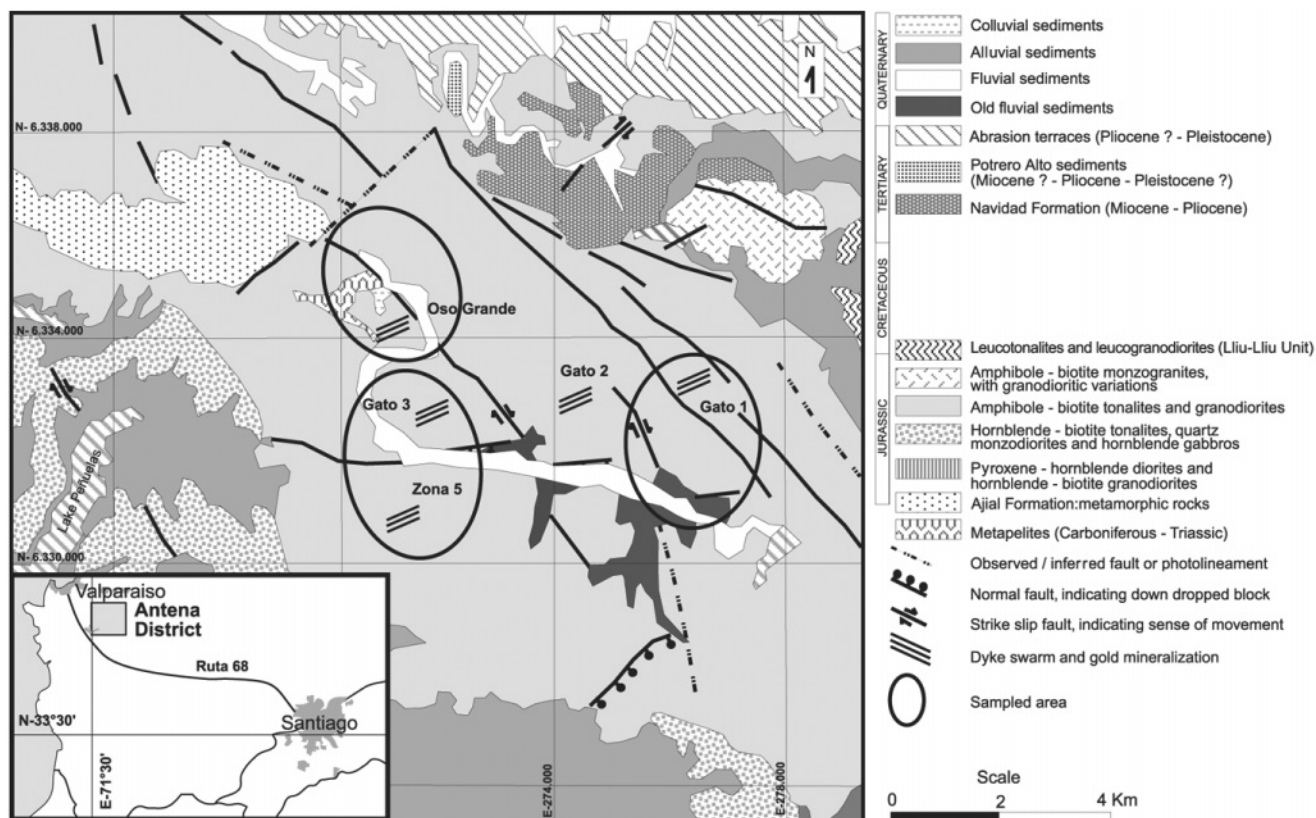 N
N- 6.338.000
Oso Grande
N- 6.334.000
Gato 2
Gato 3
Gato 1
Zona 5
Lake Peñuelas
N- 6.330.000
E-274.000
E-278.000
Valparaiso
Antena
District
Ruta 68
N-33°30'
Santiago
E-71°30'
QUATERNARY
TERTIARY
CRETACEOUS
JURASSIC
Colluvial sediments
Alluvial sediments
Fluvial sediments
Old fluvial sediments
Abrasion terraces (Pliocene ? - Pleistocene)
Potrero Alto sediments
(Miocene ? - Pliocene - Pleistocene ?)
Navidad Formation (Miocene - Pliocene)
Leucotonalites and leucogranodiorites (Lliu-Lliu Unit)
Amphibole - biotite monzogranites,
with granodioritic variations
Amphibole - biotite tonalites and granodiorites
Hornblende - biotite tonalites, quartz
monzodiorites and hornblende gabbros
Pyroxene - hornblende diorites and
hornblende - biotite granodiorites
Ajial Formation:metamorphic rocks
Metapelites (Carboniferous - Triassic)
Observed / inferred fault or photolineament
Normal fault, indicating down dropped block
Strike slip fault, indicating sense of movement
Dyke swarm and gold mineralization
Sampled area
Scale
0 2 4 Km